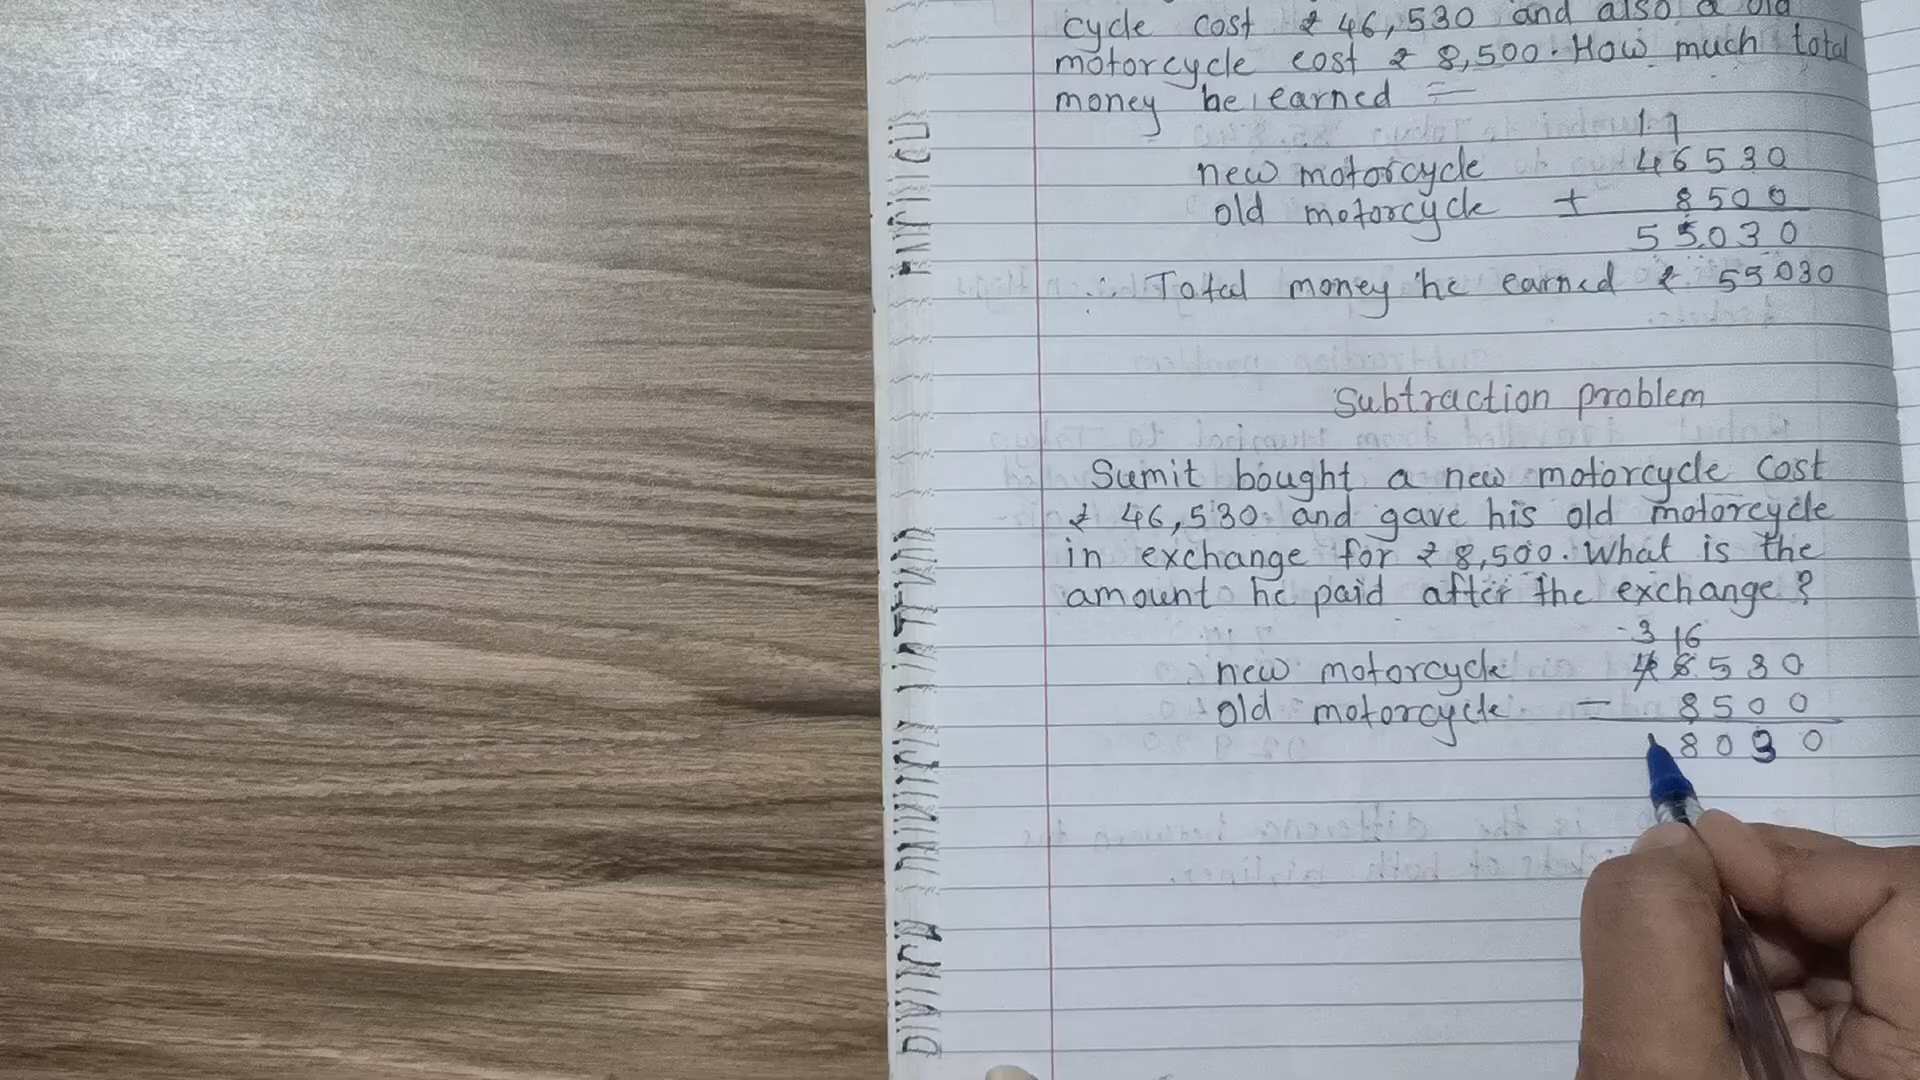 cycle cost ₹ 46,530 and also a old
motorcycle cost ₹ 8,500. How much total
money he earned =
1 1
new motorcycle 46530
old motorcycle + 8500
55030
∴ Total money he earned ₹ 55030
Subtraction problem
Sumit bought a new motorcycle cost
₹ 46,530 and gave his old motorcycle
in exchange for ₹ 8,500. What is the
amount he paid after the exchange?
3 16
new motorcycle 46530
old motorcycle - 8500
8030